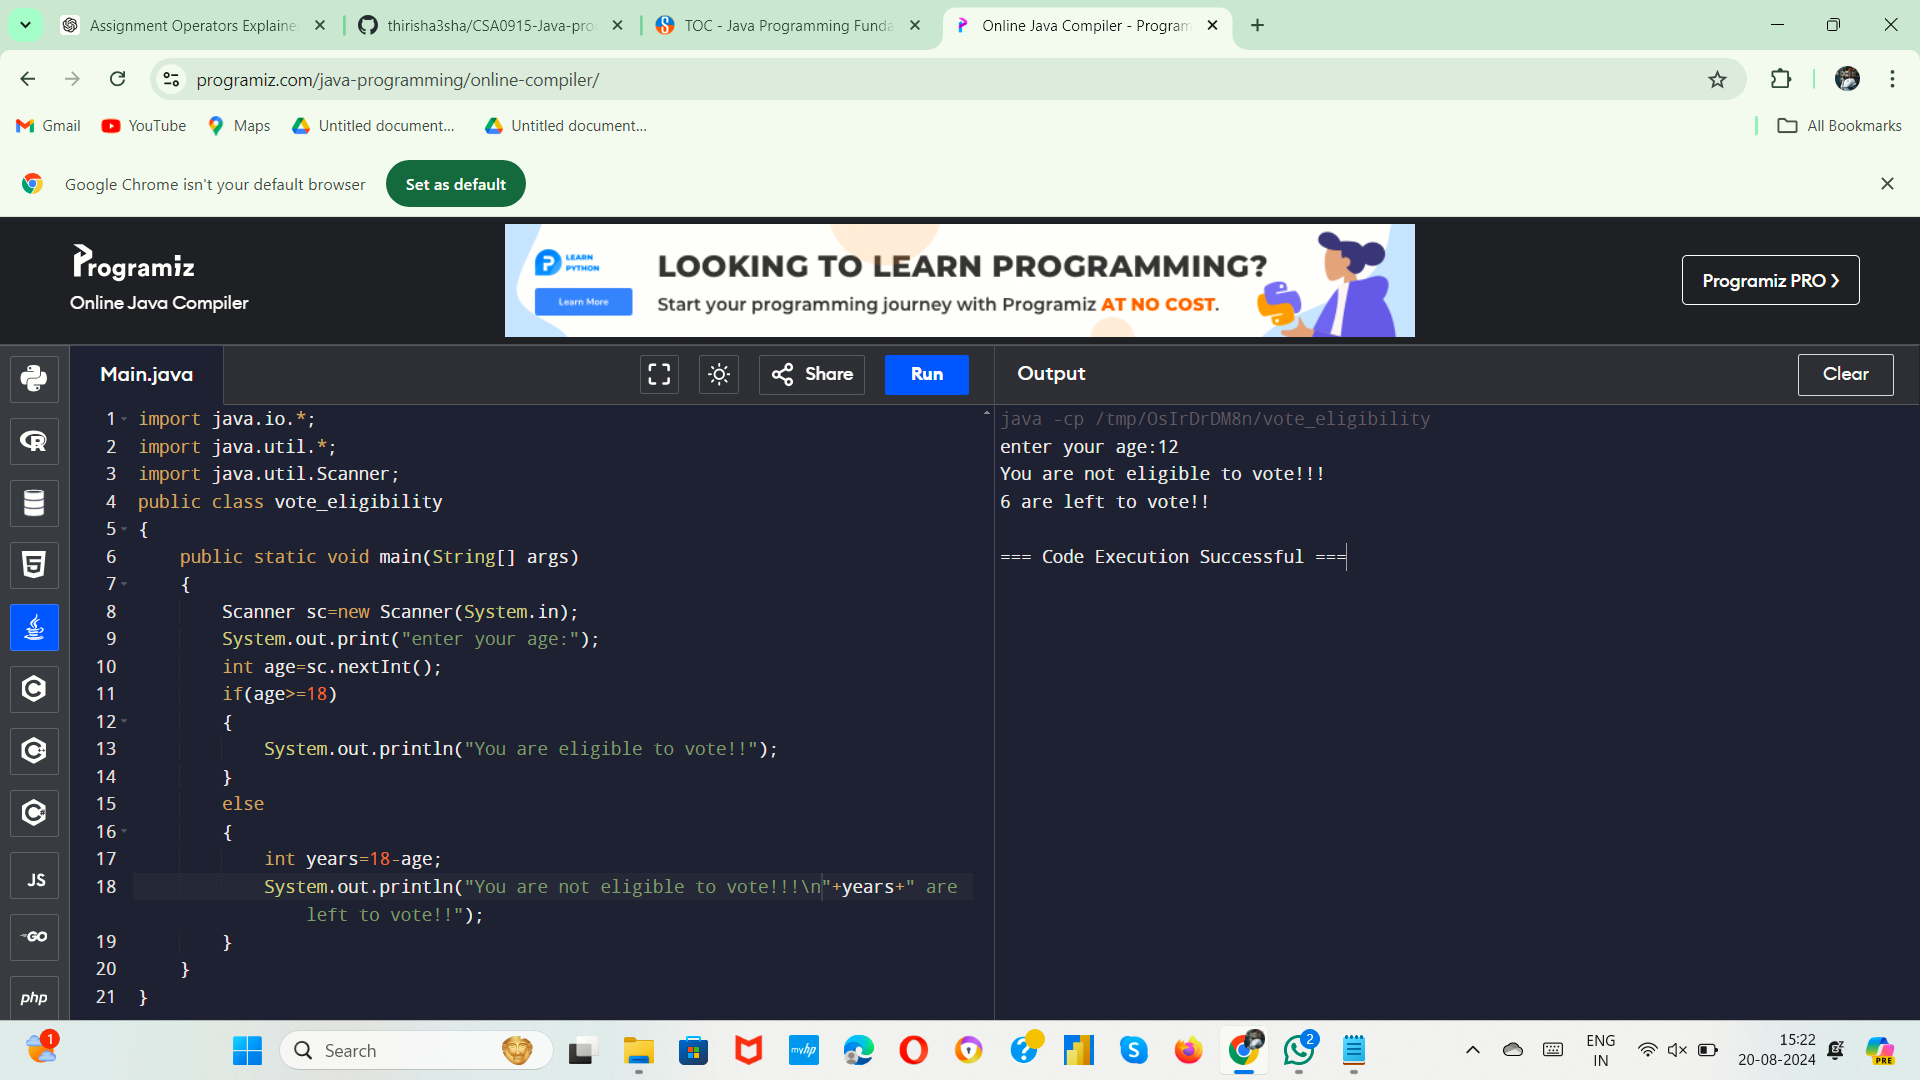 Assignment Operators Explaine
thirisha3sha/CSA0915-Java-pro
TOC - Java Programming Funda
Online Java Compiler - Program
programiz.com/java-programming/online-compiler/
Gmail
YouTube
Maps
Untitled document...
Untitled document...
All Bookmarks
Google Chrome isn't your default browser
Set as default
Programiz
Online Java Compiler
LEARN
PYTHON
Learn More
LOOKING TO LEARN PROGRAMMING?
Start your programming journey with Programiz AT NO COST.
Programiz PRO ❯
Main.java
Share
Run
Output
Clear
1 import java.io.*;
2 import java.util.*;
3 import java.util.Scanner;
4 public class vote_eligibility
5 {
6 public static void main(String[] args)
7 {
8 Scanner sc=new Scanner(System.in);
9 System.out.print("enter your age:");
10 int age=sc.nextInt();
11 if(age>=18)
12 {
13 System.out.println("You are eligible to vote!!");
14 }
15 else
16 {
17 int years=18-age;
18 System.out.println("You are not eligible to vote!!!\n"+years+" are
left to vote!!");
19 }
20 }
21 }
java -cp /tmp/OsIrDrDM8n/vote_eligibility
enter your age:12
You are not eligible to vote!!!
6 are left to vote!!
=== Code Execution Successful ===
JS
GO
php
1
Search
myhp
2
ENG
IN
15:22
20-08-2024
PRE